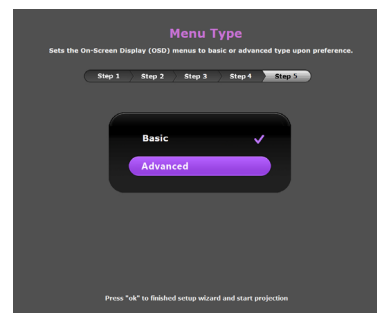 Menu Type
Sets the On-Screen Display (OSD) menus to basic or advanced type upon preference.
Step 1 Step 2 Step 3 Step 4 Step 5
Basic
Advanced
Press "ok" to finished setup wizard and start projection